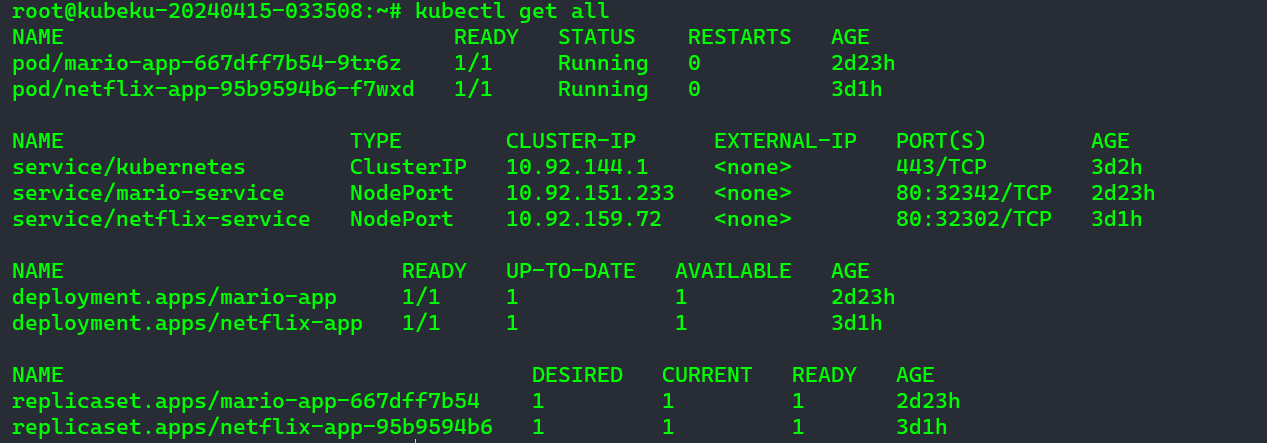 root@kubeku-20240415-033508:~# kubectl get all
NAME READY STATUS RESTARTS AGE
pod/mario-app-667dff7b54-9tr6z 1/1 Running 0 2d23h
pod/netflix-app-95b9594b6-f7wxd 1/1 Running 0 3d1h
NAME TYPE CLUSTER-IP EXTERNAL-IP PORT(S) AGE
service/kubernetes ClusterIP 10.92.144.1 <none> 443/TCP 3d2h
service/mario-service NodePort 10.92.151.233 <none> 80:32342/TCP 2d23h
service/netflix-service NodePort 10.92.159.72 <none> 80:32302/TCP 3d1h
NAME READY UP-TO-DATE AVAILABLE AGE
deployment.apps/mario-app 1/1 1 1 2d23h
deployment.apps/netflix-app 1/1 1 1 3d1h
NAME DESIRED CURRENT READY AGE
replicaset.apps/mario-app-667dff7b54 1 1 1 2d23h
replicaset.apps/netflix-app-95b9594b6 1 1 1 3d1h